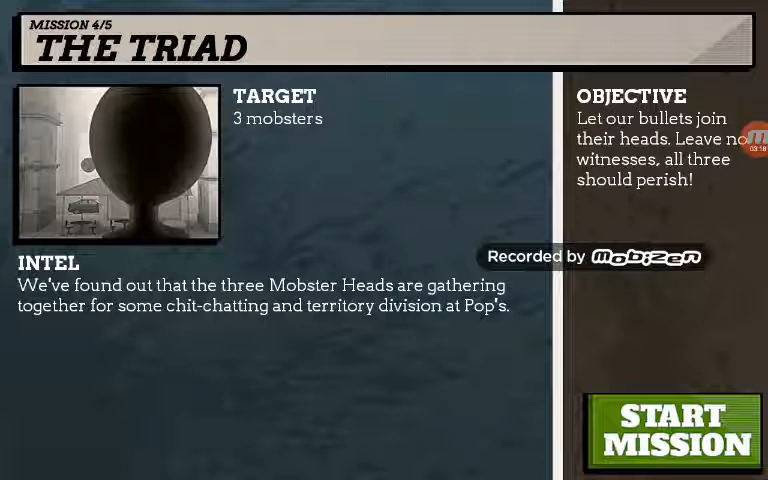 MISSION 4/5
THE TRIAD
TARGET
3 mobsters
OBJECTIVE
Let our bullets join
their heads. Leave no
witnesses, all three
should perish!
03:18
Recorded by mobizen
INTEL
We've found out that the three Mobster Heads are gathering
together for some chit-chatting and territory division at Pop's.
START
MISSION